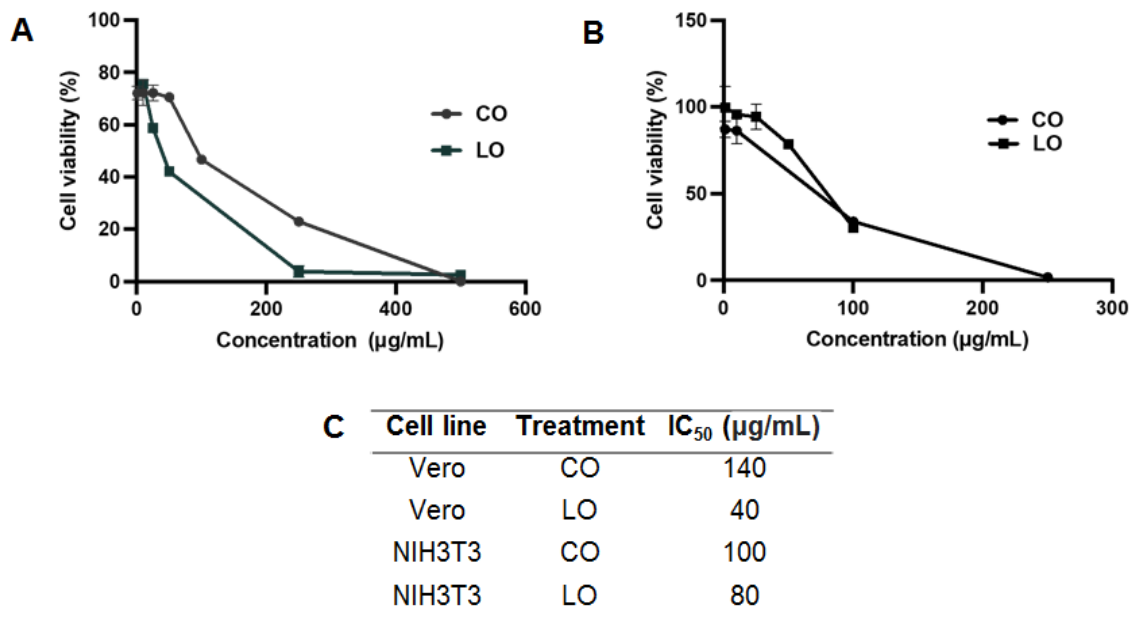 A
Cell viability (%)
100
80
60
40
20
0
0 200 400 600
Concentration (µg/mL)
CO
LO
B
Cell viability (%)
150
100
50
0
0 100 200 300
Concentration (µg/mL)
CO
LO
C
Cell line Treatment IC50 (µg/mL)
Vero CO 140
Vero LO 40
NIH3T3 CO 100
NIH3T3 LO 80